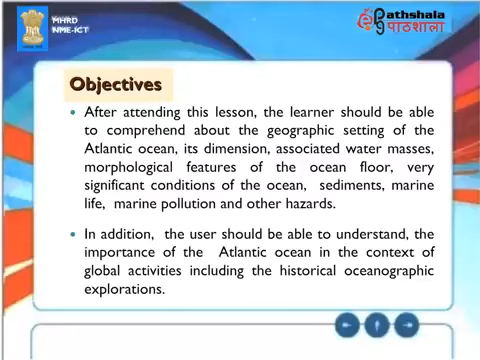 MHRD
NME-ICT
Pathshala
पाठशाला
Objectives
After attending this lesson, the learner should be able
to comprehend about the geographic setting of the
Atlantic ocean, its dimension, associated water masses,
morphological features of the ocean floor, very
significant conditions of the ocean, sediments, marine
life, marine pollution and other hazards.
In addition, the user should be able to understand, the
importance of the Atlantic ocean in the context of
global activities including the historical oceanographic
explorations.